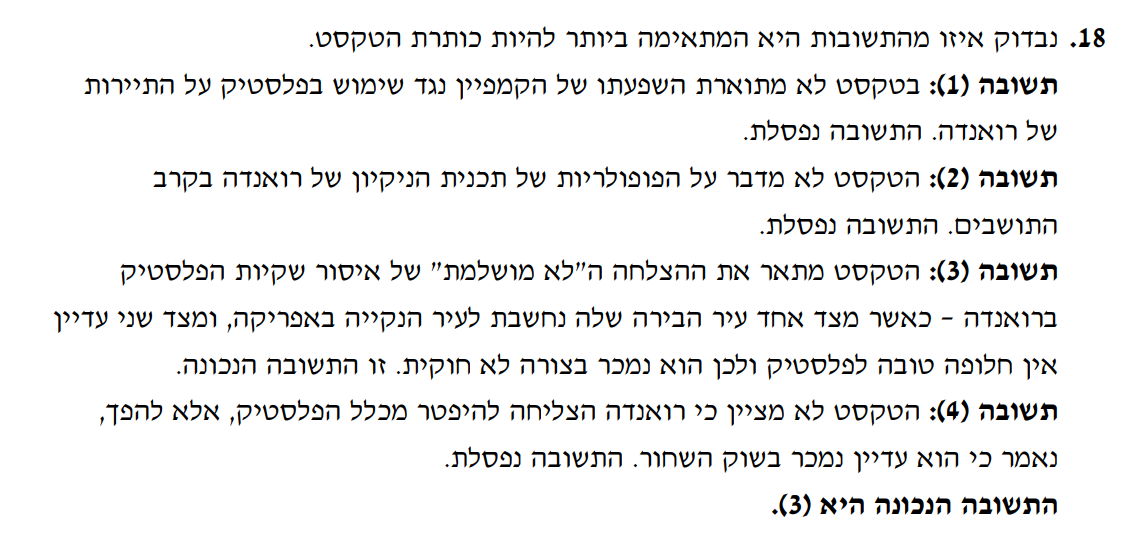 18. נבדוק איזו מהתשובות היא המתאימה ביותר להיות כותרת הטקסט.
תשובה (1): בטקסט לא מתוארת השפעתו של הקמפיין נגד שימוש בפלסטיק על התיירות
של רואנדה. התשובה נפסלת.
תשובה (2): הטקסט לא מדבר על הפופולריות של תכנית הניקיון של רואנדה בקרב
התושבים. התשובה נפסלת.
תשובה (3): הטקסט מתאר את ההצלחה ה"לא מושלמת" של איסור שקיות הפלסטיק
ברואנדה – כאשר מצד אחד עיר הבירה שלה נחשבת לעיר הנקייה באפריקה, ומצד שני עדיין
אין חלופה טובה לפלסטיק ולכן הוא נמכר בצורה לא חוקית. זו התשובה הנכונה.
תשובה (4): הטקסט לא מציין כי רואנדה הצליחה להיפטר מכלל הפלסטיק, אלא להפך,
נאמר כי הוא עדיין נמכר בשוק השחור. התשובה נפסלת.
התשובה הנכונה היא (3).